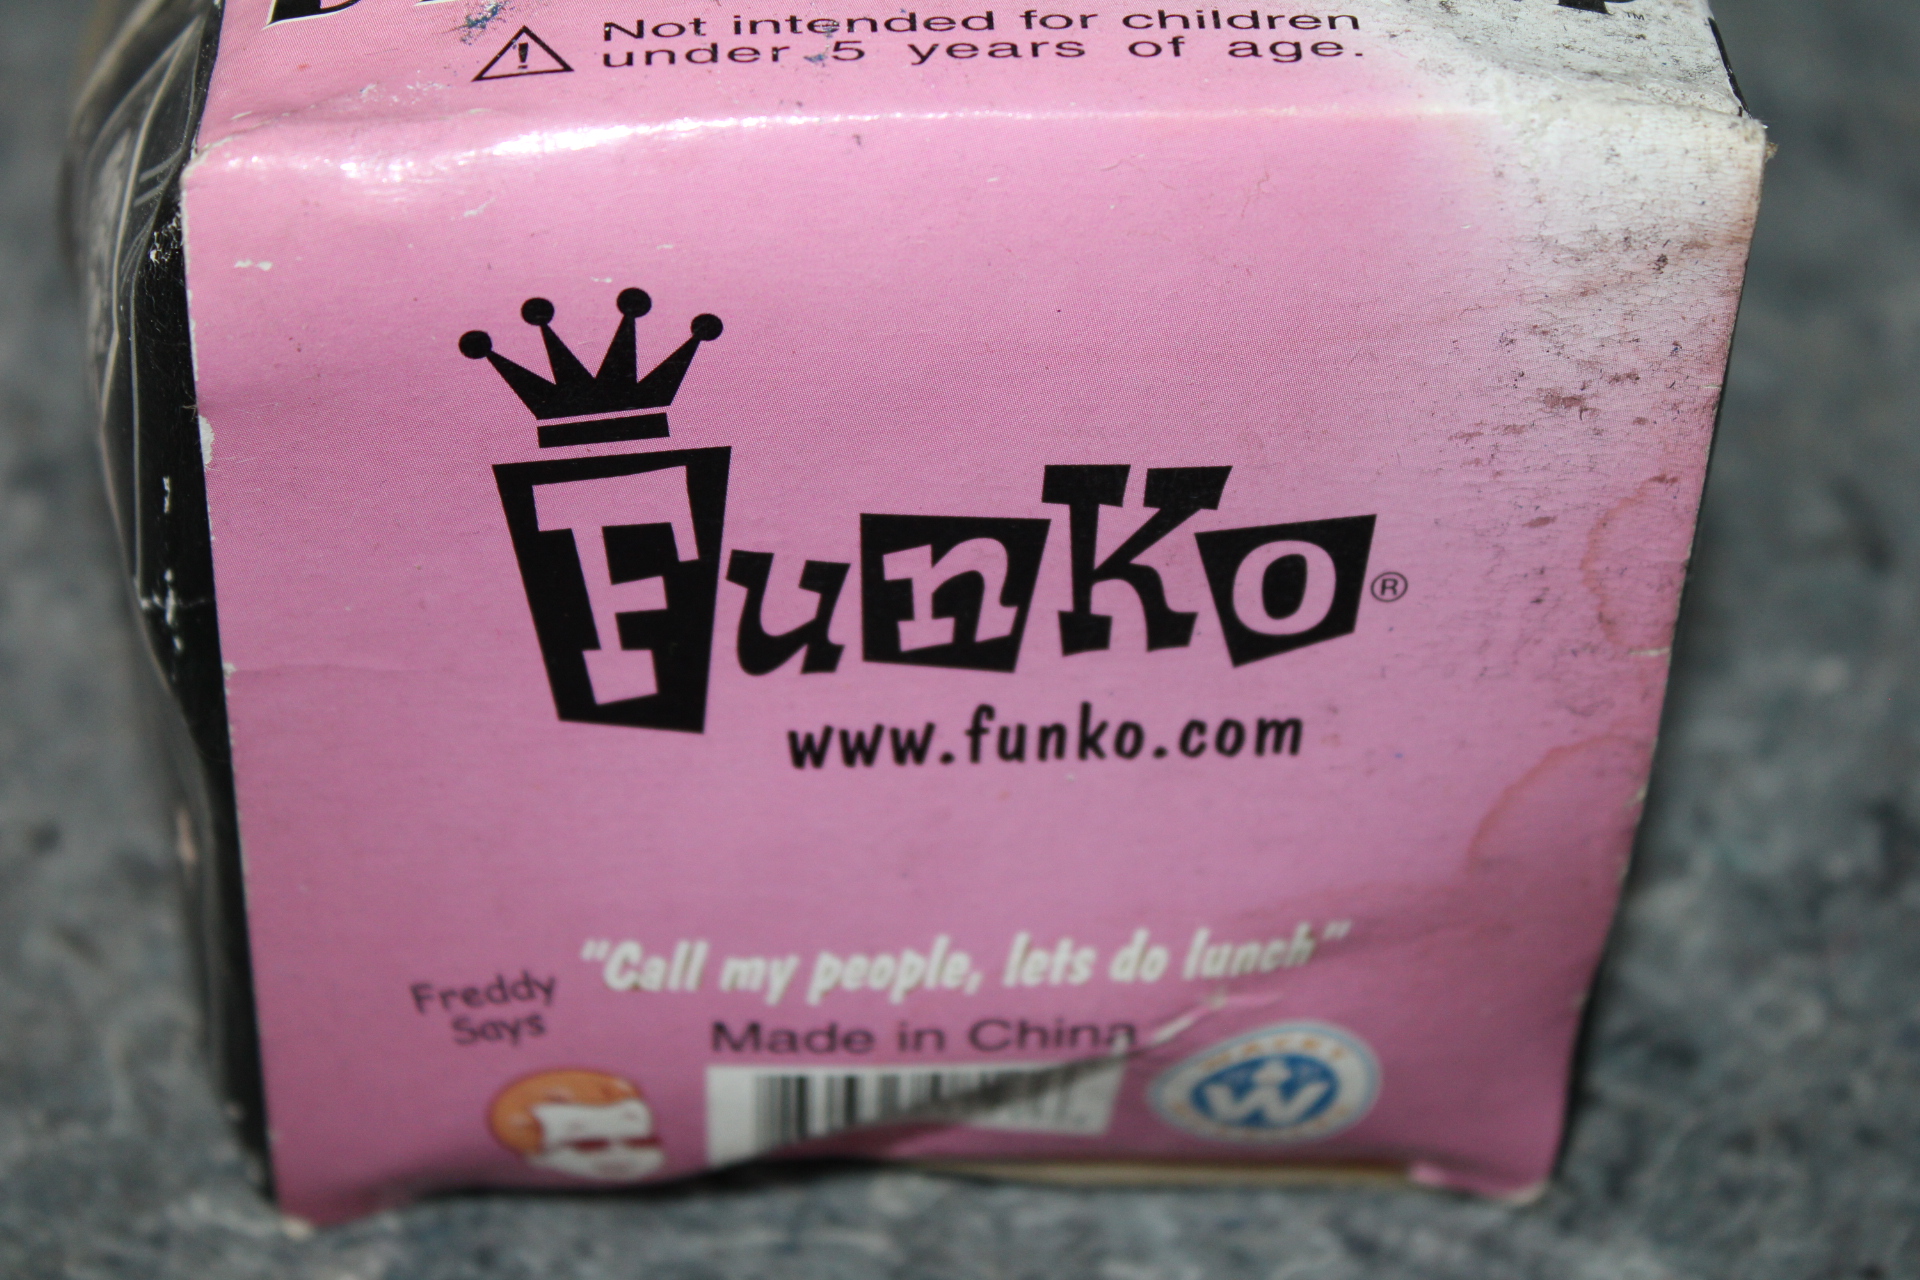 Not intended for children
under 5 years of age.
Funko®
www.funko.com
Freddy
Says
"Call my people, lets do lunch"
Made in China
W